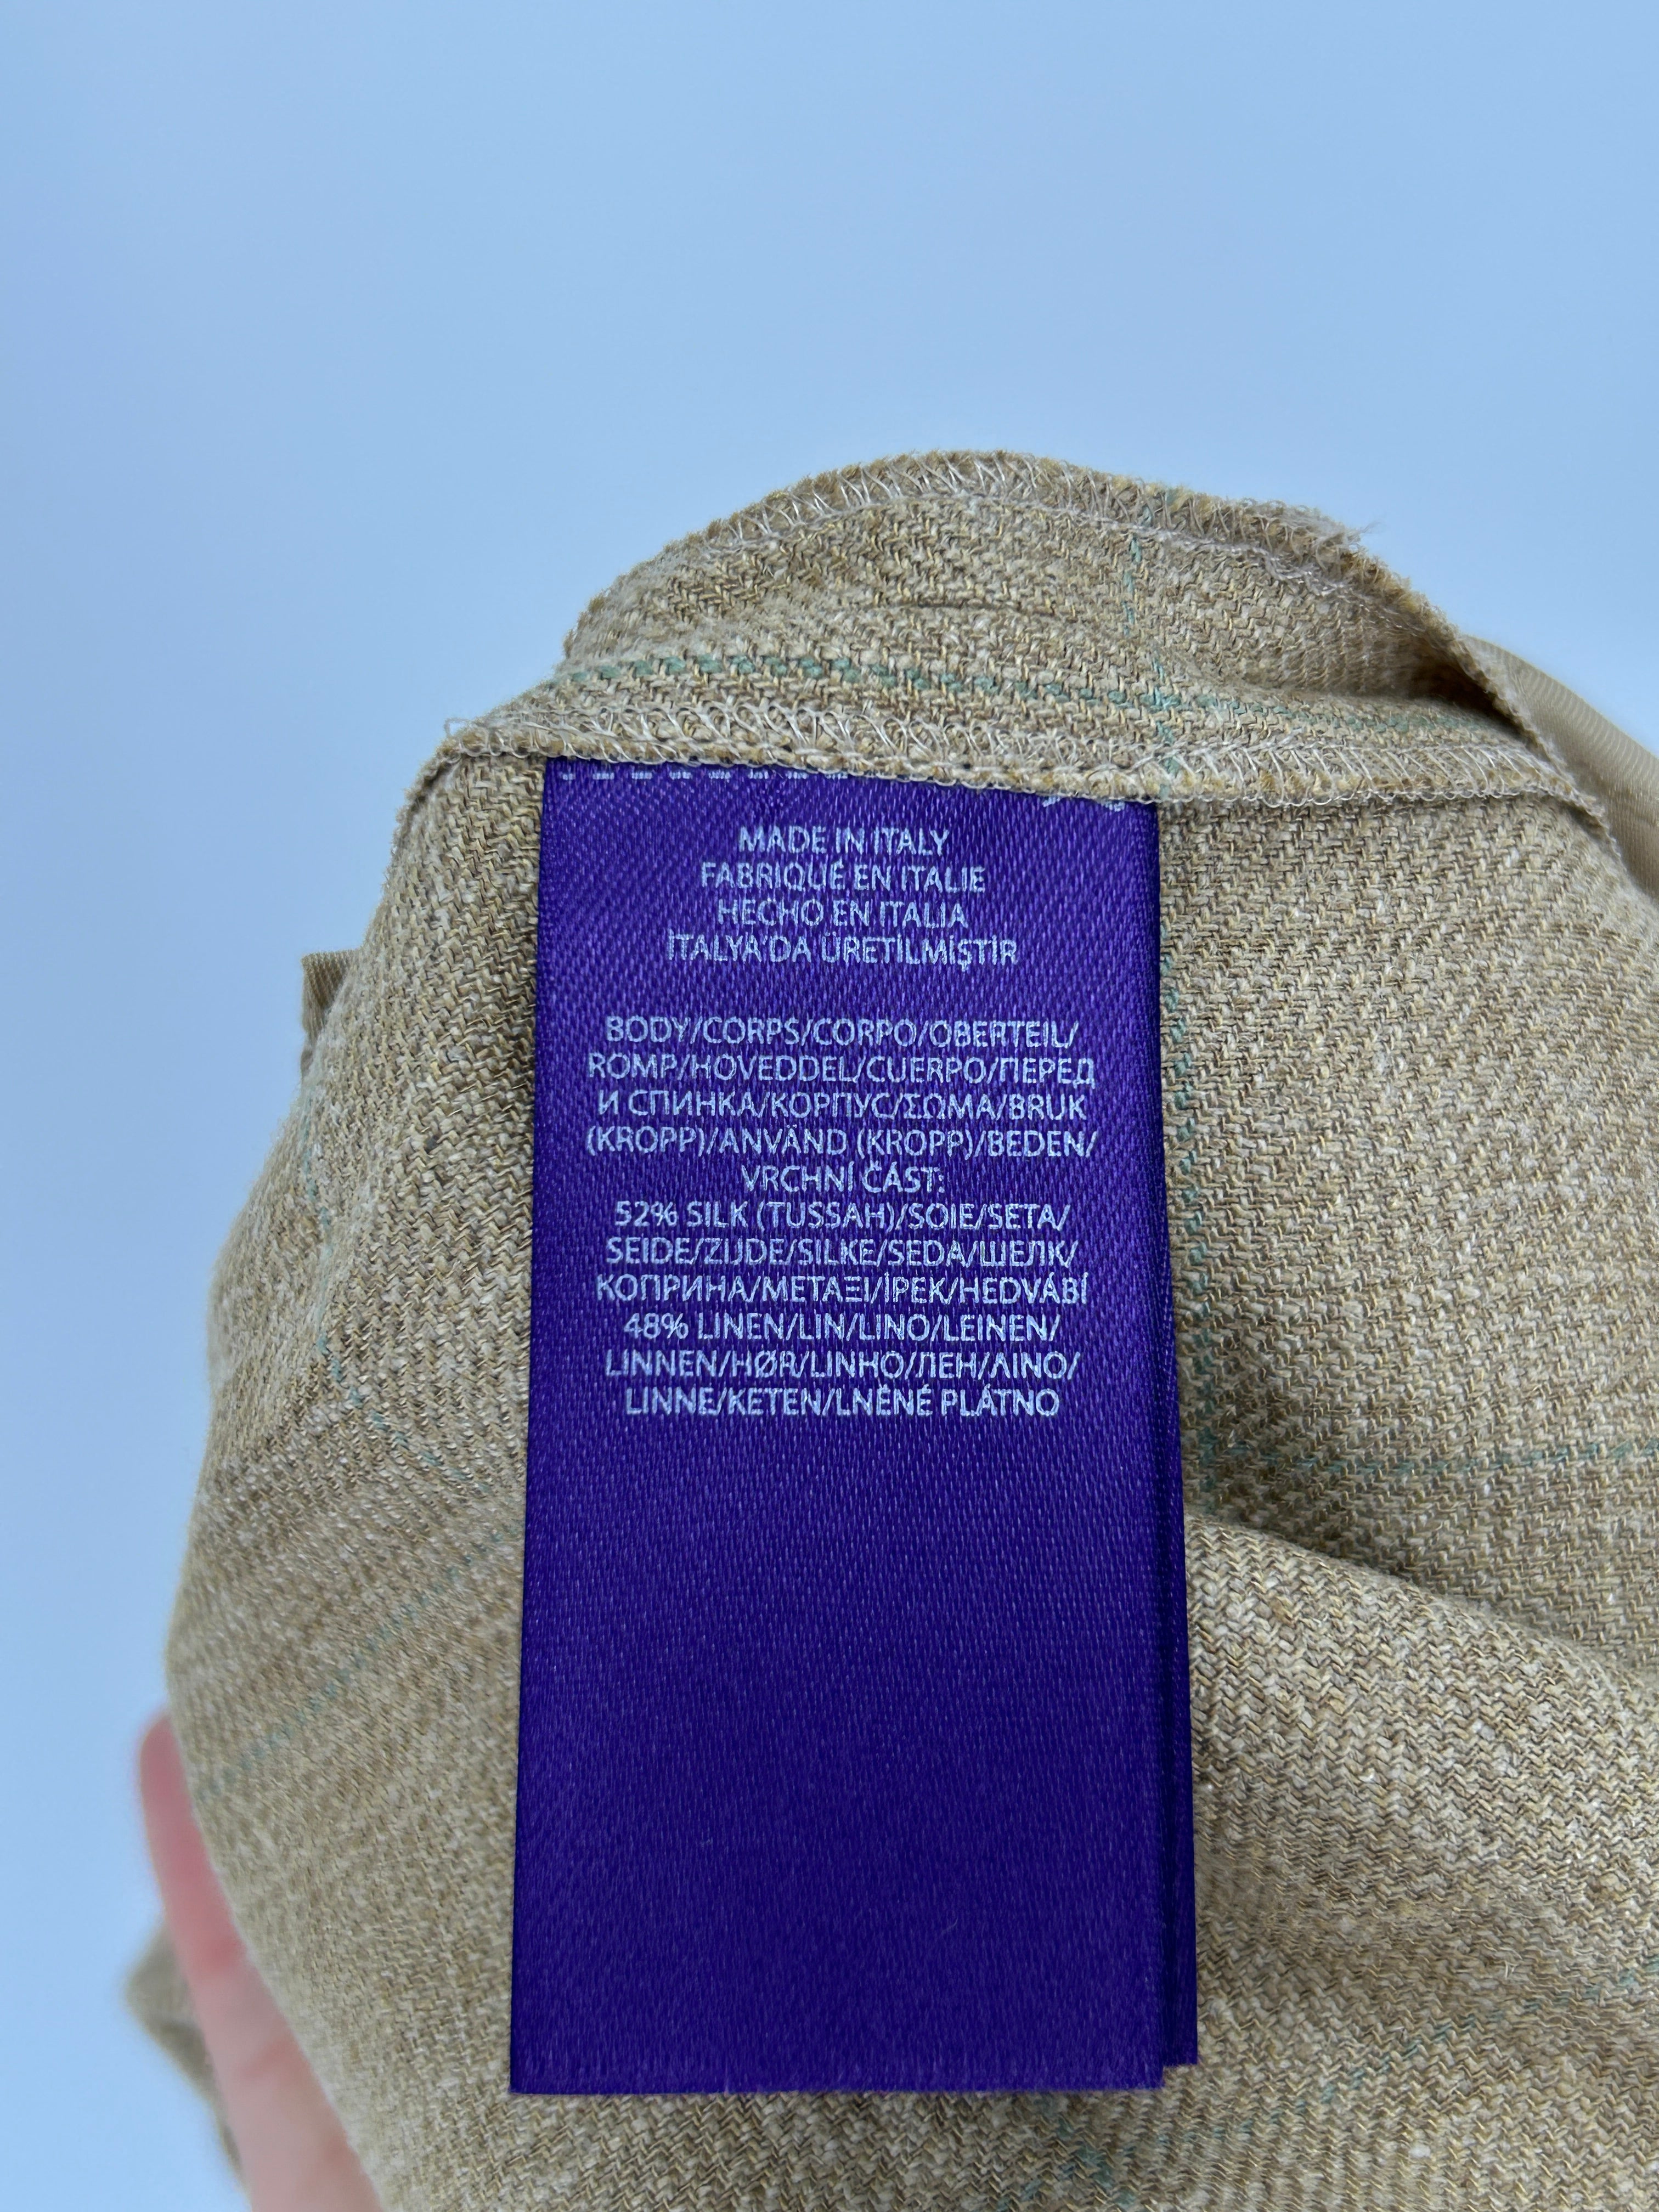 MADE IN ITALY
FABRIQUÉ EN ITALIE
HECHO EN ITALIA
İTALYA'DA ÜRETİLMİŞTİR
BODY/CORPS/CORPO/OBERTEIL/
ROMP/HOVEDDEL/CUERPO/ПЕРЕД
И СПИНКА/КОРПУС/ΣΩΜΑ/BRUK
(KROPP)/ANVÄND (KROPP)/BEDEN/
VRCHNÍ ČÁST:
52% SILK (TUSSAH)/SOIE/SETA/
SEIDE/ZIJDE/SILKE/SEDA/ШЕЛК/
КОПРИНА/ΜΕΤΑΞΙ/İPEK/HEDVÁBÍ
48% LINEN/LIN/LINO/LEINEN/
LINNEN/HØR/LINHO/ЛЕН/ΛΙΝΟ/
LINNE/KETEN/LNĚNÉ PLÁTNO